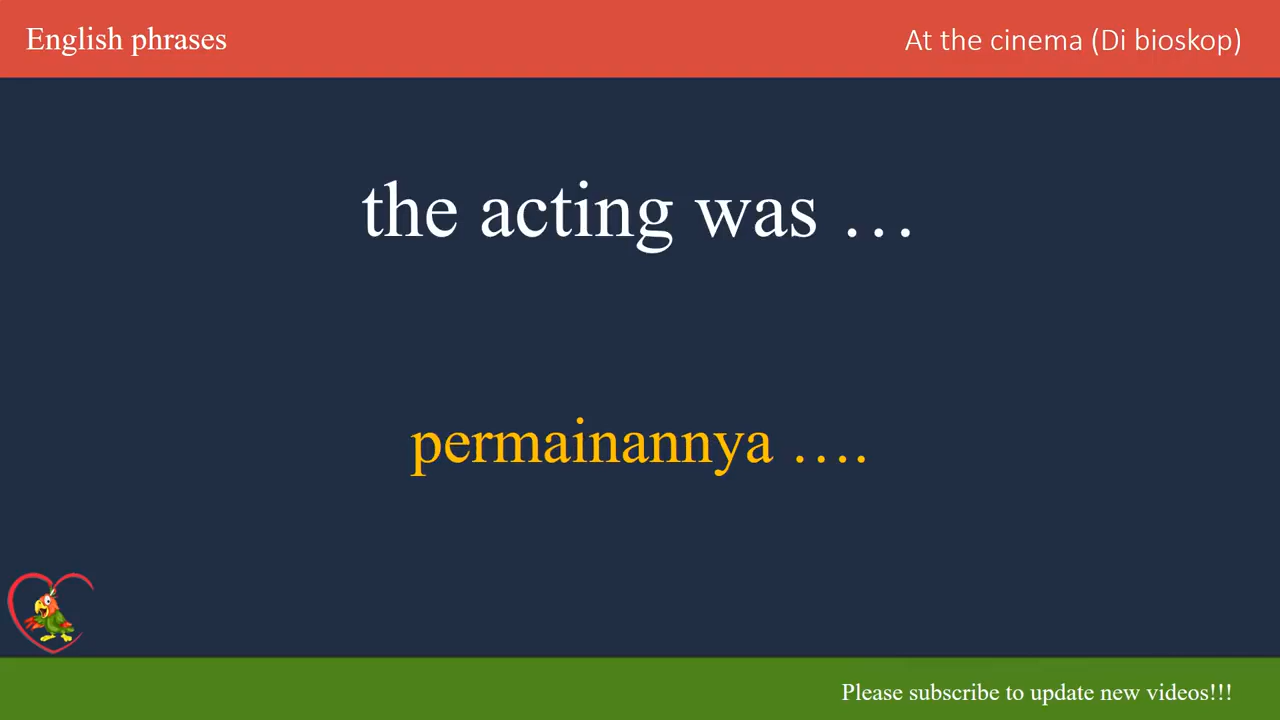 English phrases
At the cinema (Di bioskop)
the acting was …
permainannya ….
Please subscribe to update new videos!!!